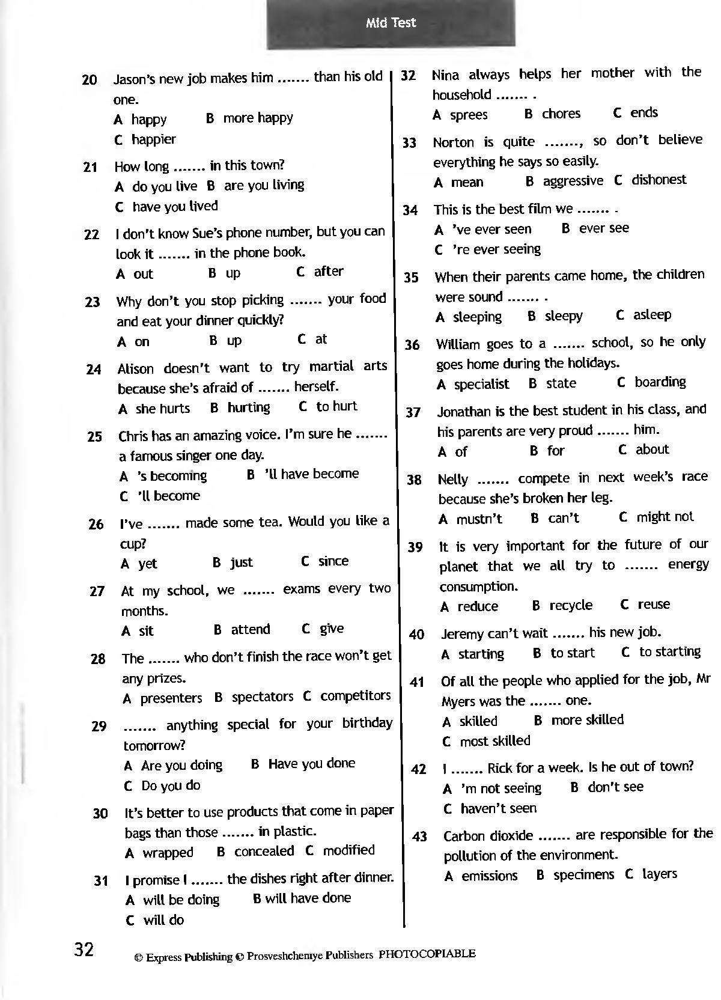 Mid Test
20 Jason's new job makes him ....... than his old
one.
A happy B more happy
C happier
21 How long ....... in this town?
A do you live B are you living
C have you lived
22 I don't know Sue's phone number, but you can
look it ....... in the phone book.
A out B up C after
23 Why don't you stop picking ....... your food
and eat your dinner quickly?
A on B up C at
24 Alison doesn't want to try martial arts
because she's afraid of ....... herself.
A she hurts B hurting C to hurt
25 Chris has an amazing voice. I'm sure he .......
a famous singer one day.
A 's becoming B 'll have become
C 'll become
26 I've ....... made some tea. Would you like a
cup?
A yet B just C since
27 At my school, we ....... exams every two
months.
A sit B attend C give
28 The ....... who don't finish the race won't get
any prizes.
A presenters B spectators C competitors
29 ....... anything special for your birthday
tomorrow?
A Are you doing B Have you done
C Do you do
30 It's better to use products that come in paper
bags than those ....... in plastic.
A wrapped B concealed C modified
31 I promise I ....... the dishes right after dinner.
A will be doing B will have done
C will do
32 Nina always helps her mother with the
household ....... .
A sprees B chores C ends
33 Norton is quite ......., so don't believe
everything he says so easily.
A mean B aggressive C dishonest
34 This is the best film we ....... .
A 've ever seen B ever see
C 're ever seeing
35 When their parents came home, the children
were sound ....... .
A sleeping B sleepy C asleep
36 William goes to a ....... school, so he only
goes home during the holidays.
A specialist B state C boarding
37 Jonathan is the best student in his class, and
his parents are very proud ....... him.
A of B for C about
38 Nelly ....... compete in next week's race
because she's broken her leg.
A mustn't B can't C might not
39 It is very important for the future of our
planet that we all try to ....... energy
consumption.
A reduce B recycle C reuse
40 Jeremy can't wait ....... his new job.
A starting B to start C to starting
41 Of all the people who applied for the job, Mr
Myers was the ....... one.
A skilled B more skilled
C most skilled
42 I ....... Rick for a week. Is he out of town?
A 'm not seeing B don't see
C haven't seen
43 Carbon dioxide ....... are responsible for the
pollution of the environment.
A emissions B specimens C layers
32
© Express Publishing © Prosveshcheniye Publishers PHOTOCOPIABLE